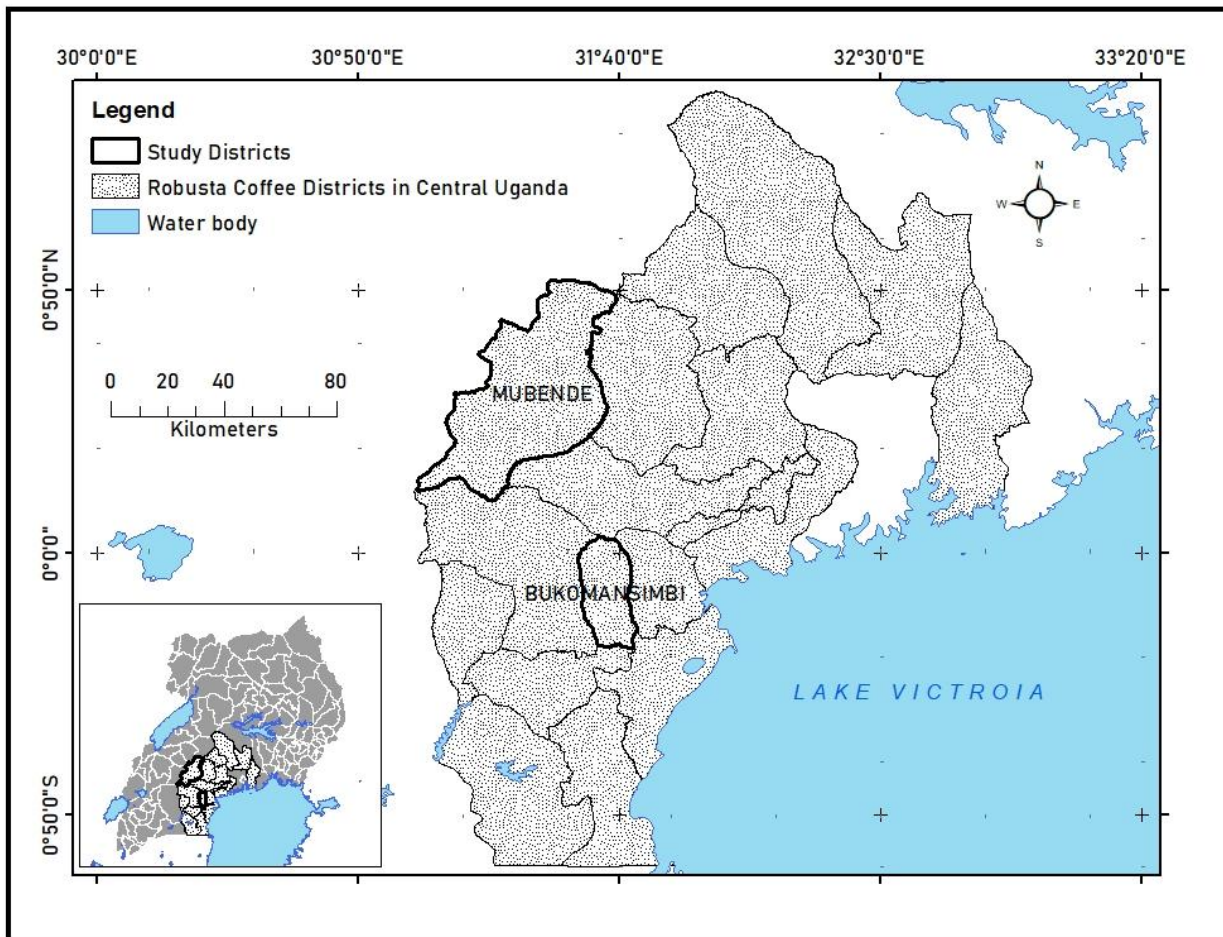 30°0'0"E 30°50'0"E 31°40'0"E 32°30'0"E 33°20'0"E
Legend
Study Districts
Robusta Coffee Districts in Central Uganda
Water body
N
W E
S
0°50'0"N
MUBENDE
0 20 40 80
Kilometers
0°0'0"
BUKOMANSIMBI
LAKE VICTROIA
0°50'0"S